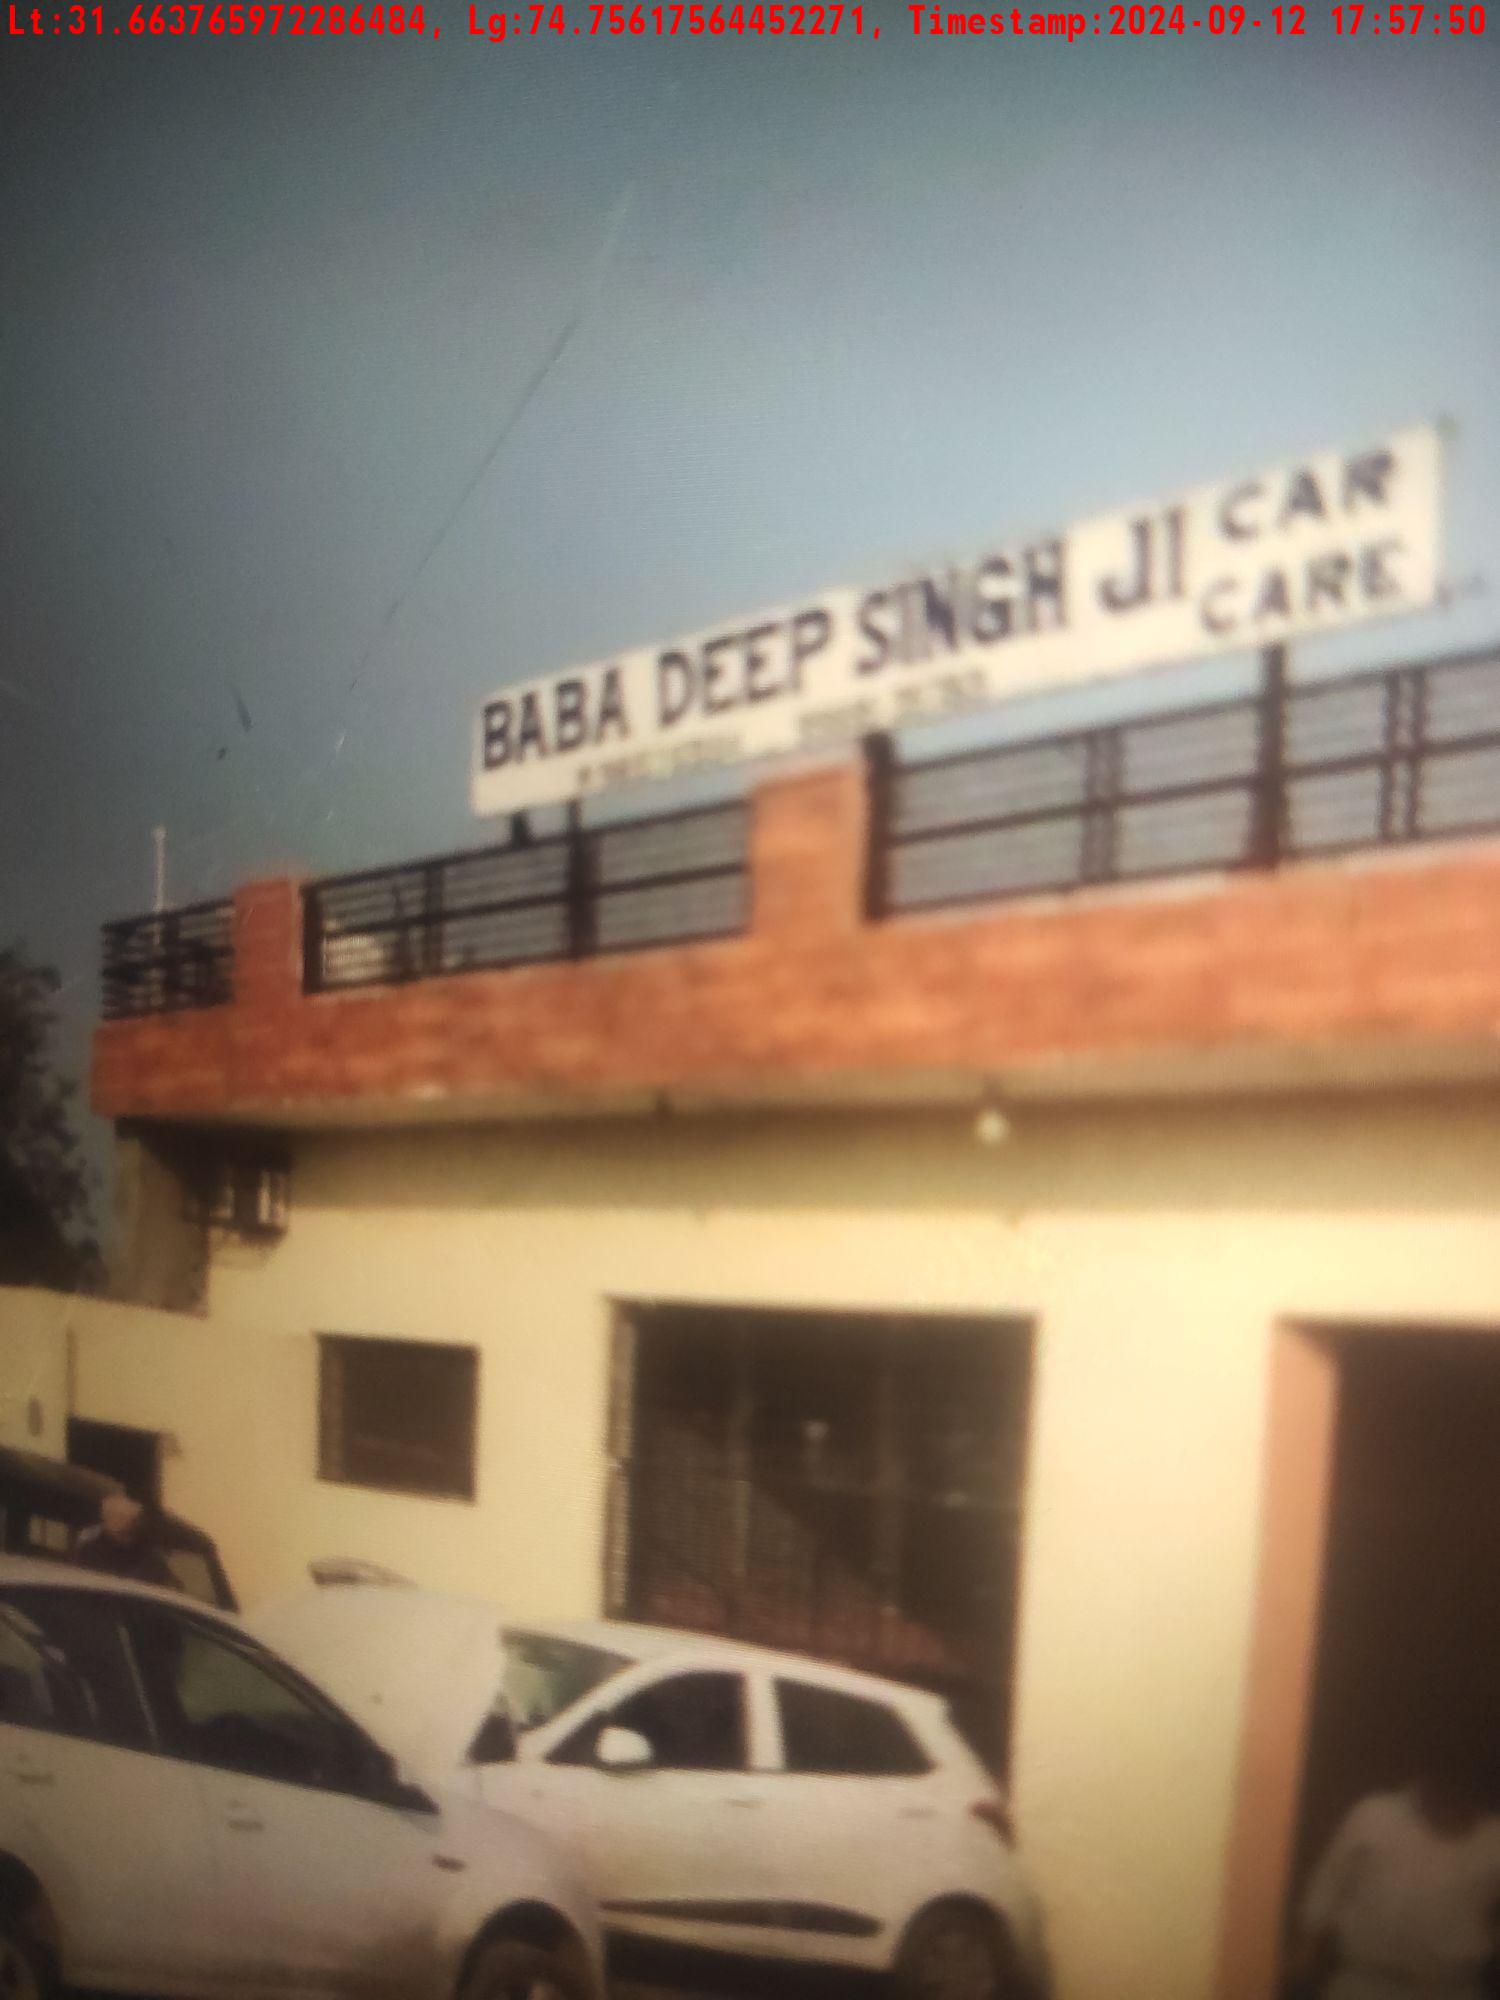 Lt:31.663765972286484, Lg:74.75617564452271, Timestamp:2024-09-12 17:57:50
BABA DEEP SINGH JI CAR
CARE